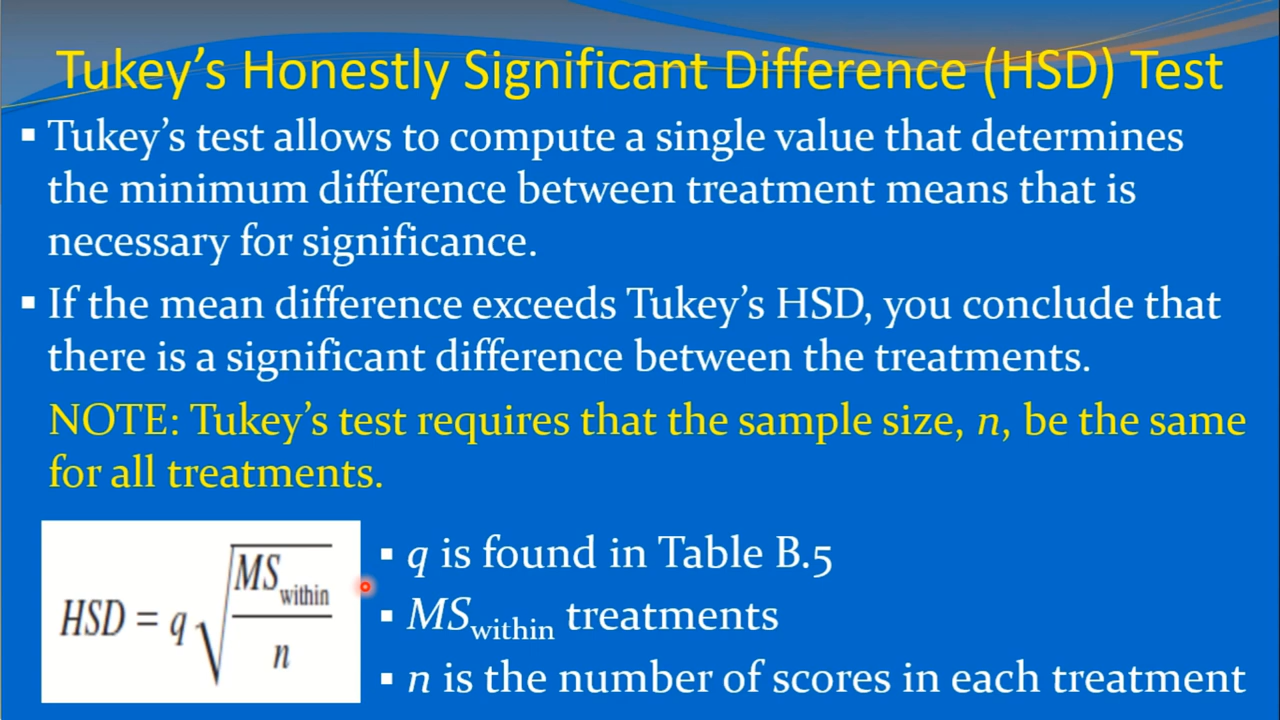 Tukey's Honestly Significant Difference (HSD) Test
▪ Tukey's test allows to compute a single value that determines
the minimum difference between treatment means that is
necessary for significance.
▪ If the mean difference exceeds Tukey's HSD, you conclude that
there is a significant difference between the treatments.
NOTE: Tukey's test requires that the sample size, n, be the same
for all treatments.
HSD = q √(MS_within / n)
▪ q is found in Table B.5
▪ MS_within treatments
▪ n is the number of scores in each treatment